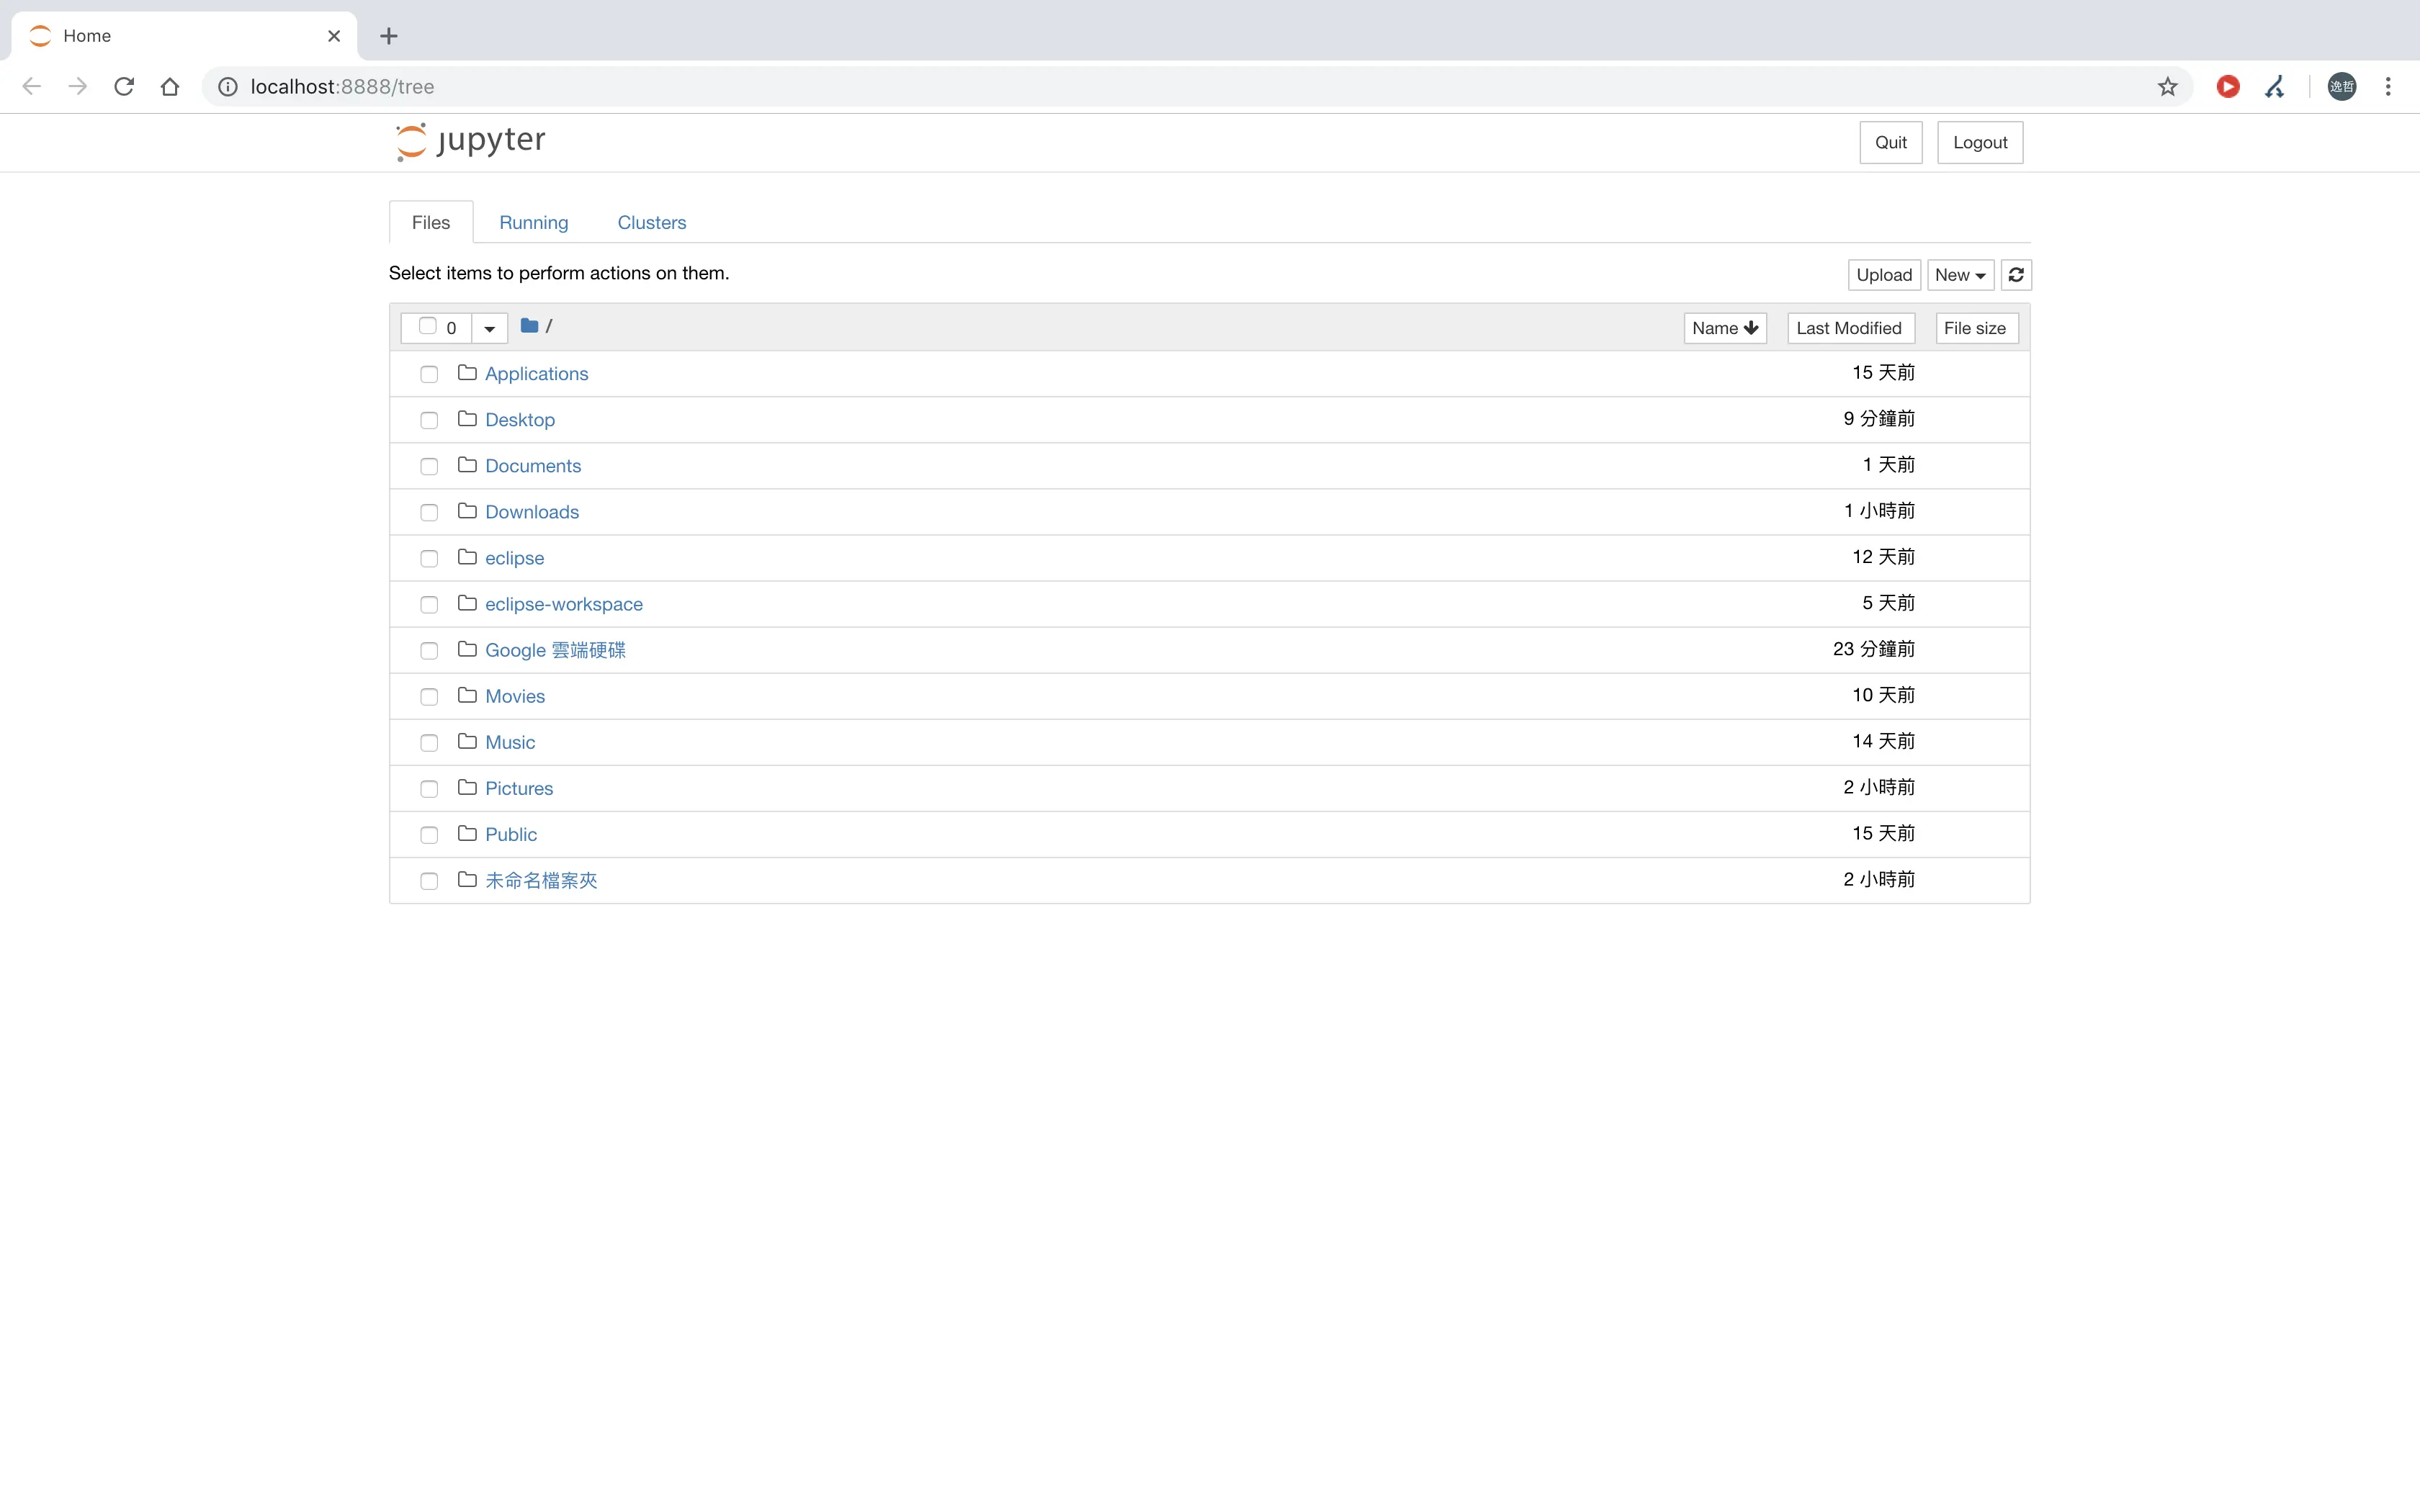 Home
localhost:8888/tree
逸哲
jupyter
Quit Logout
Files Running Clusters
Select items to perform actions on them.
Upload New
0 / Name Last Modified File size
Applications 15 天前
Desktop 9 分鐘前
Documents 1 天前
Downloads 1 小時前
eclipse 12 天前
eclipse-workspace 5 天前
Google 雲端硬碟 23 分鐘前
Movies 10 天前
Music 14 天前
Pictures 2 小時前
Public 15 天前
未命名檔案夾 2 小時前